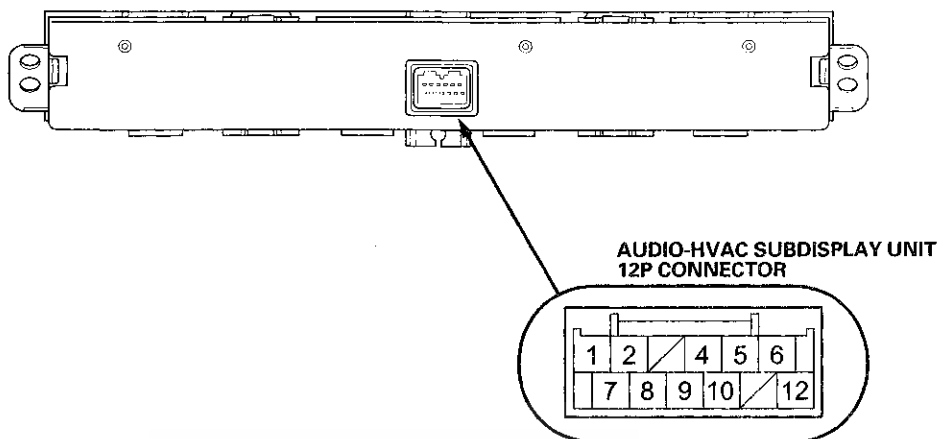 AUDIO-HVAC SUBDISPLAY UNIT
12P CONNECTOR
1 2 4 5 6
7 8 9 10 12